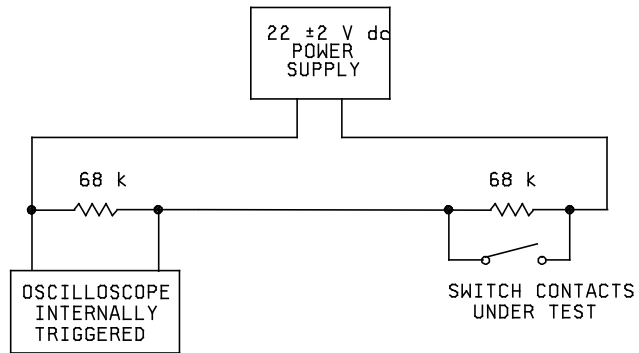 22 ±2 V dc
POWER
SUPPLY
68 k
68 k
OSCILLOSCOPE
INTERNALLY
TRIGGERED
SWITCH CONTACTS
UNDER TEST